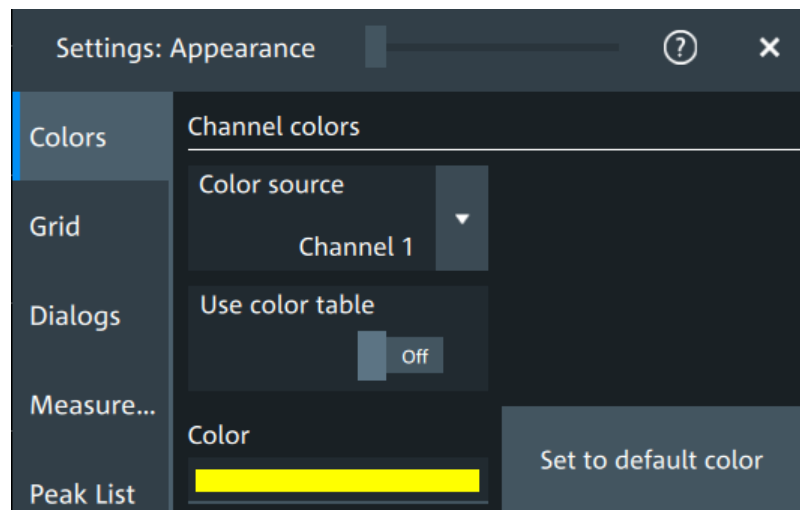 Settings: Appearance
?
Colors
Channel colors
Color source
Channel 1
Grid
Use color table
Off
Dialogs
Measure...
Color
Set to default color
Peak List